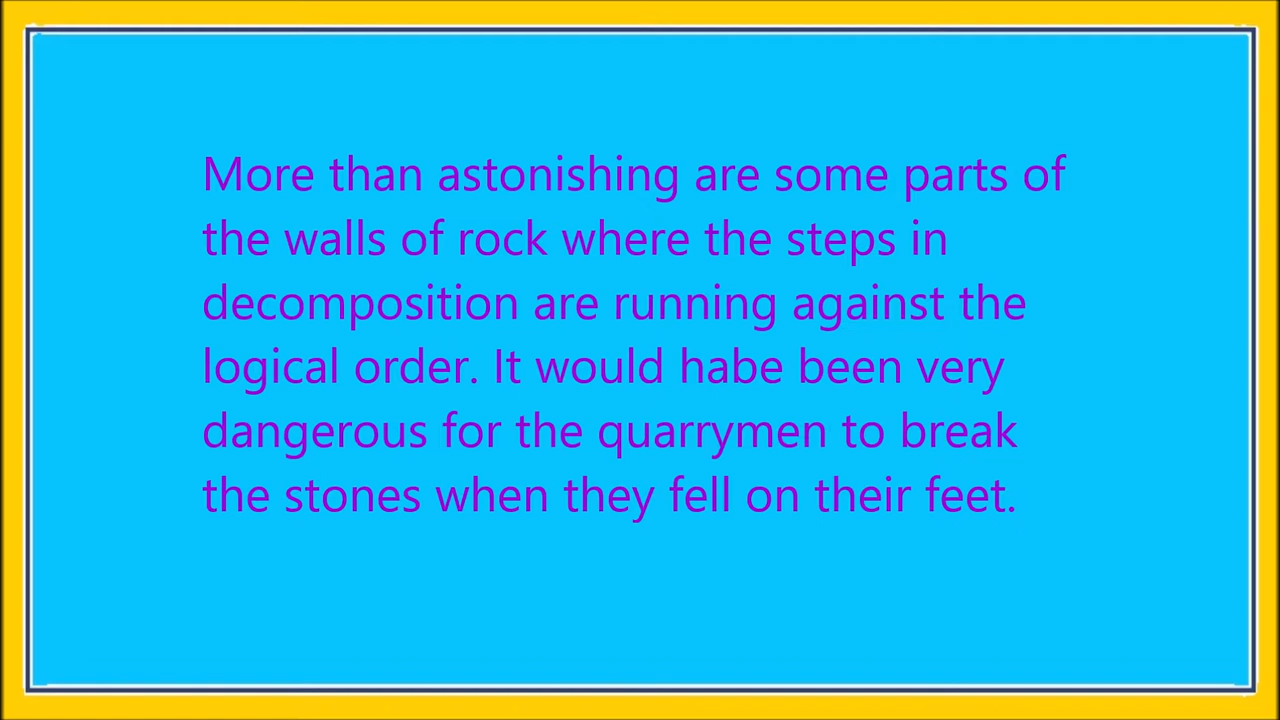 More than astonishing are some parts of
the walls of rock where the steps in
decomposition are running against the
logical order. It would habe been very
dangerous for the quarrymen to break
the stones when they fell on their feet.